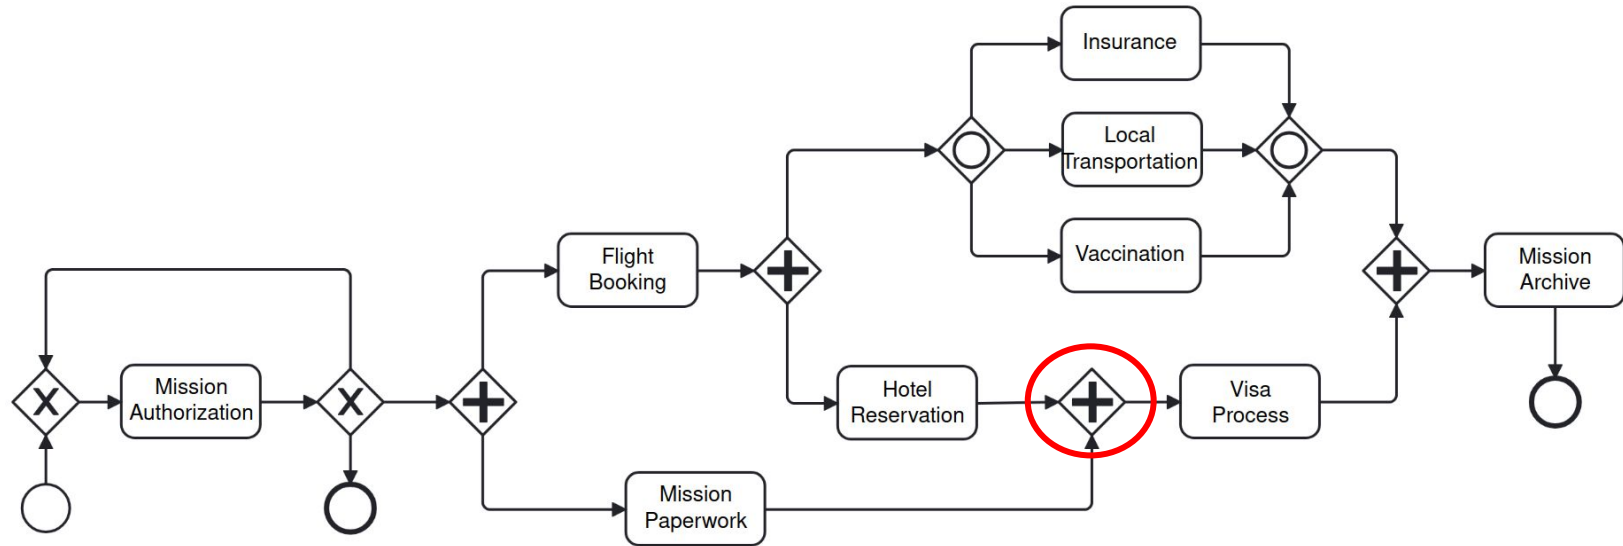 Insurance
Local
Transportation
Vaccination
Flight
Booking
Mission
Archive
Mission
Authorization
Hotel
Reservation
Visa
Process
Mission
Paperwork